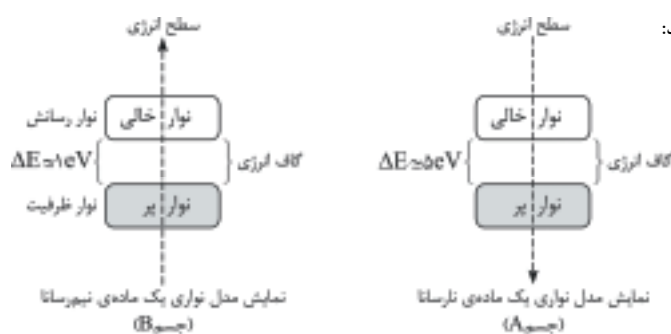 سطح انرژی
نوار خالی
گاف انرژی
ΔE≃۵eV
نوار پر
نمایش مدل نواری یک ماده‌ی نارسانا
(جسم A)
سطح انرژی
نوار خالی
نوار رسانش
گاف انرژی
ΔE≃۱eV
نوار پر
نوار ظرفیت
نمایش مدل نواری یک ماده‌ی نیم‌رسانا
(جسم B)